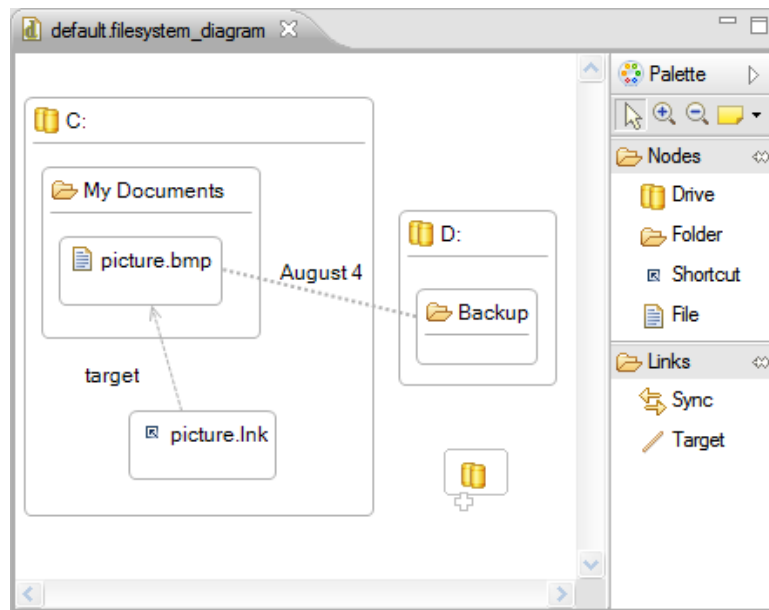 default.filesystem_diagram
C:
My Documents
picture.bmp
August 4
D:
Backup
target
picture.lnk
Palette
Nodes
Drive
Folder
Shortcut
File
Links
Sync
Target